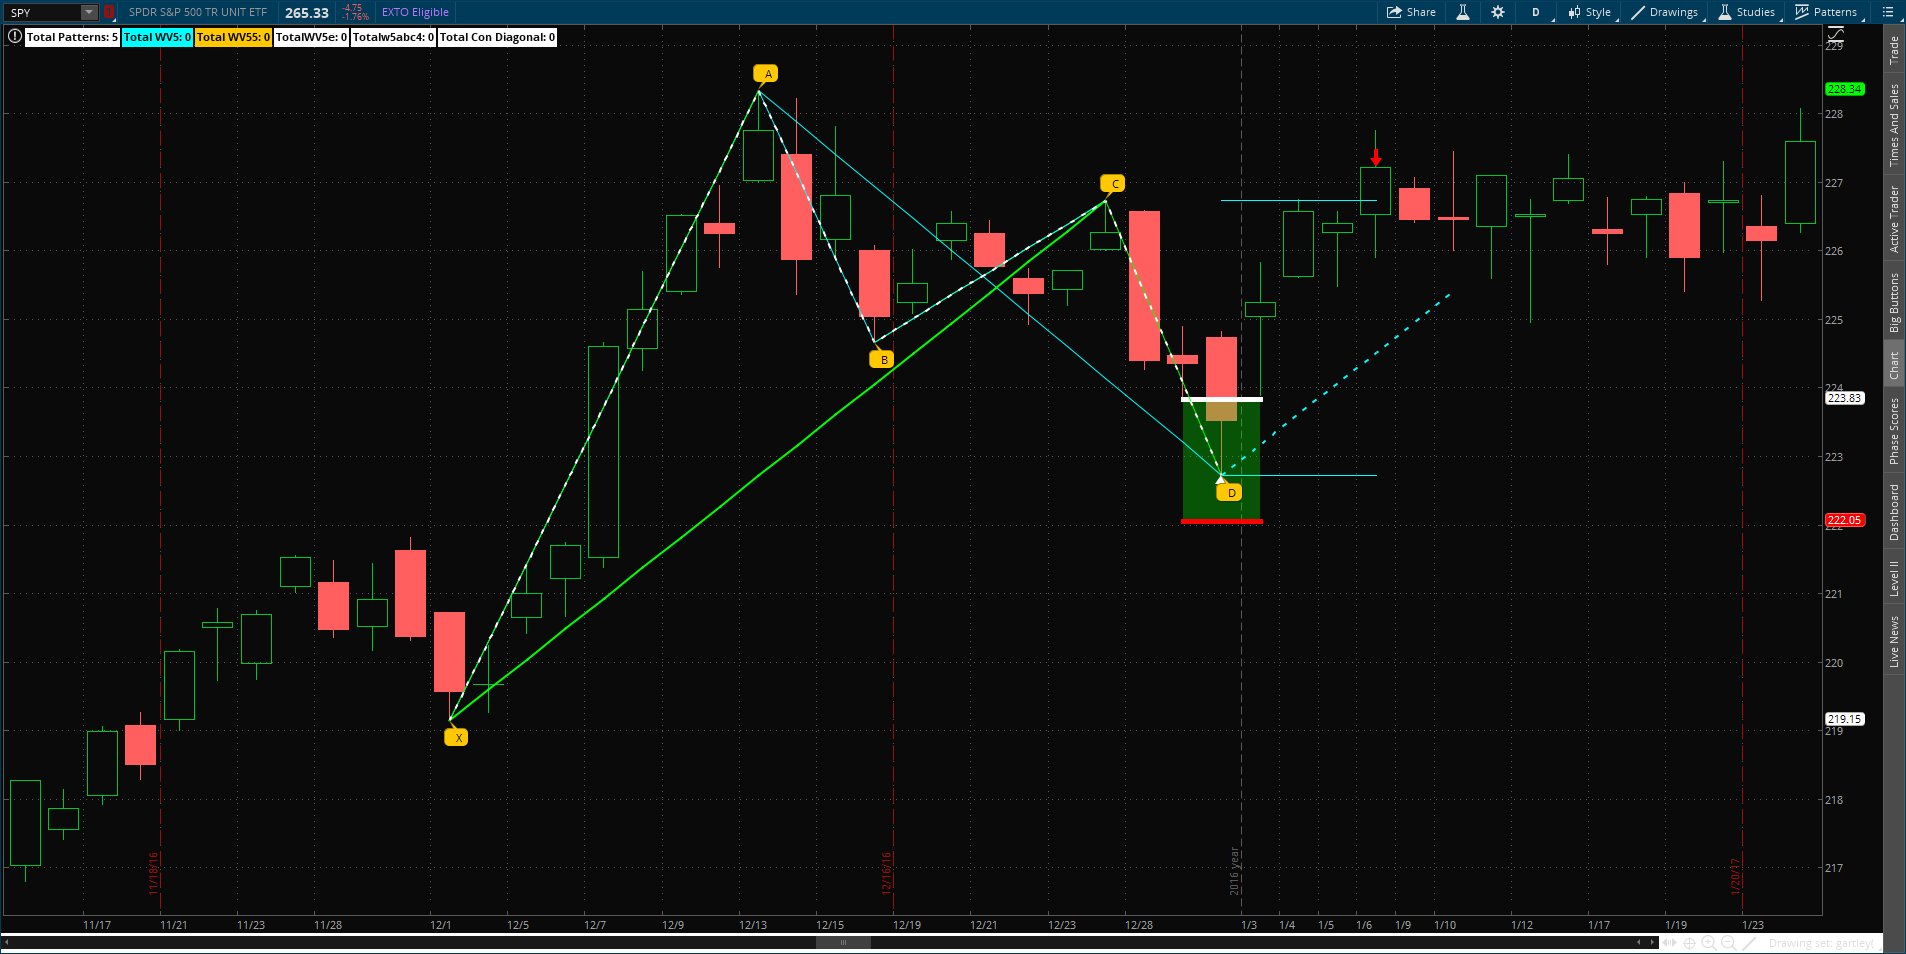 SPY SPDR S&P 500 TR UNIT ETF 265.33 -4.75 -1.76% EXTO Eligible Share D Style Drawings Studies Patterns
Total Patterns: 5 Total WV5: 0 Total WV55: 0 TotalWV5e: 0 Totalw5abc4: 0 Total Con Diagonal: 0
A
B
C
D
X
229
228.34
228
227
226
225
224
223.83
223
222.05
222
221
220
219.15
219
218
217
11/18/16
12/16/16
2016 year
1/20/17
11/17 11/21 11/23 11/28 12/1 12/5 12/7 12/9 12/13 12/15 12/19 12/21 12/23 12/28 1/3 1/4 1/5 1/6 1/9 1/10 1/12 1/17 1/19 1/23
Trade
Times And Sales
Active Trader
Big Buttons
Chart
Phase Scores
Dashboard
Level II
Live News
Drawing set: gartley(